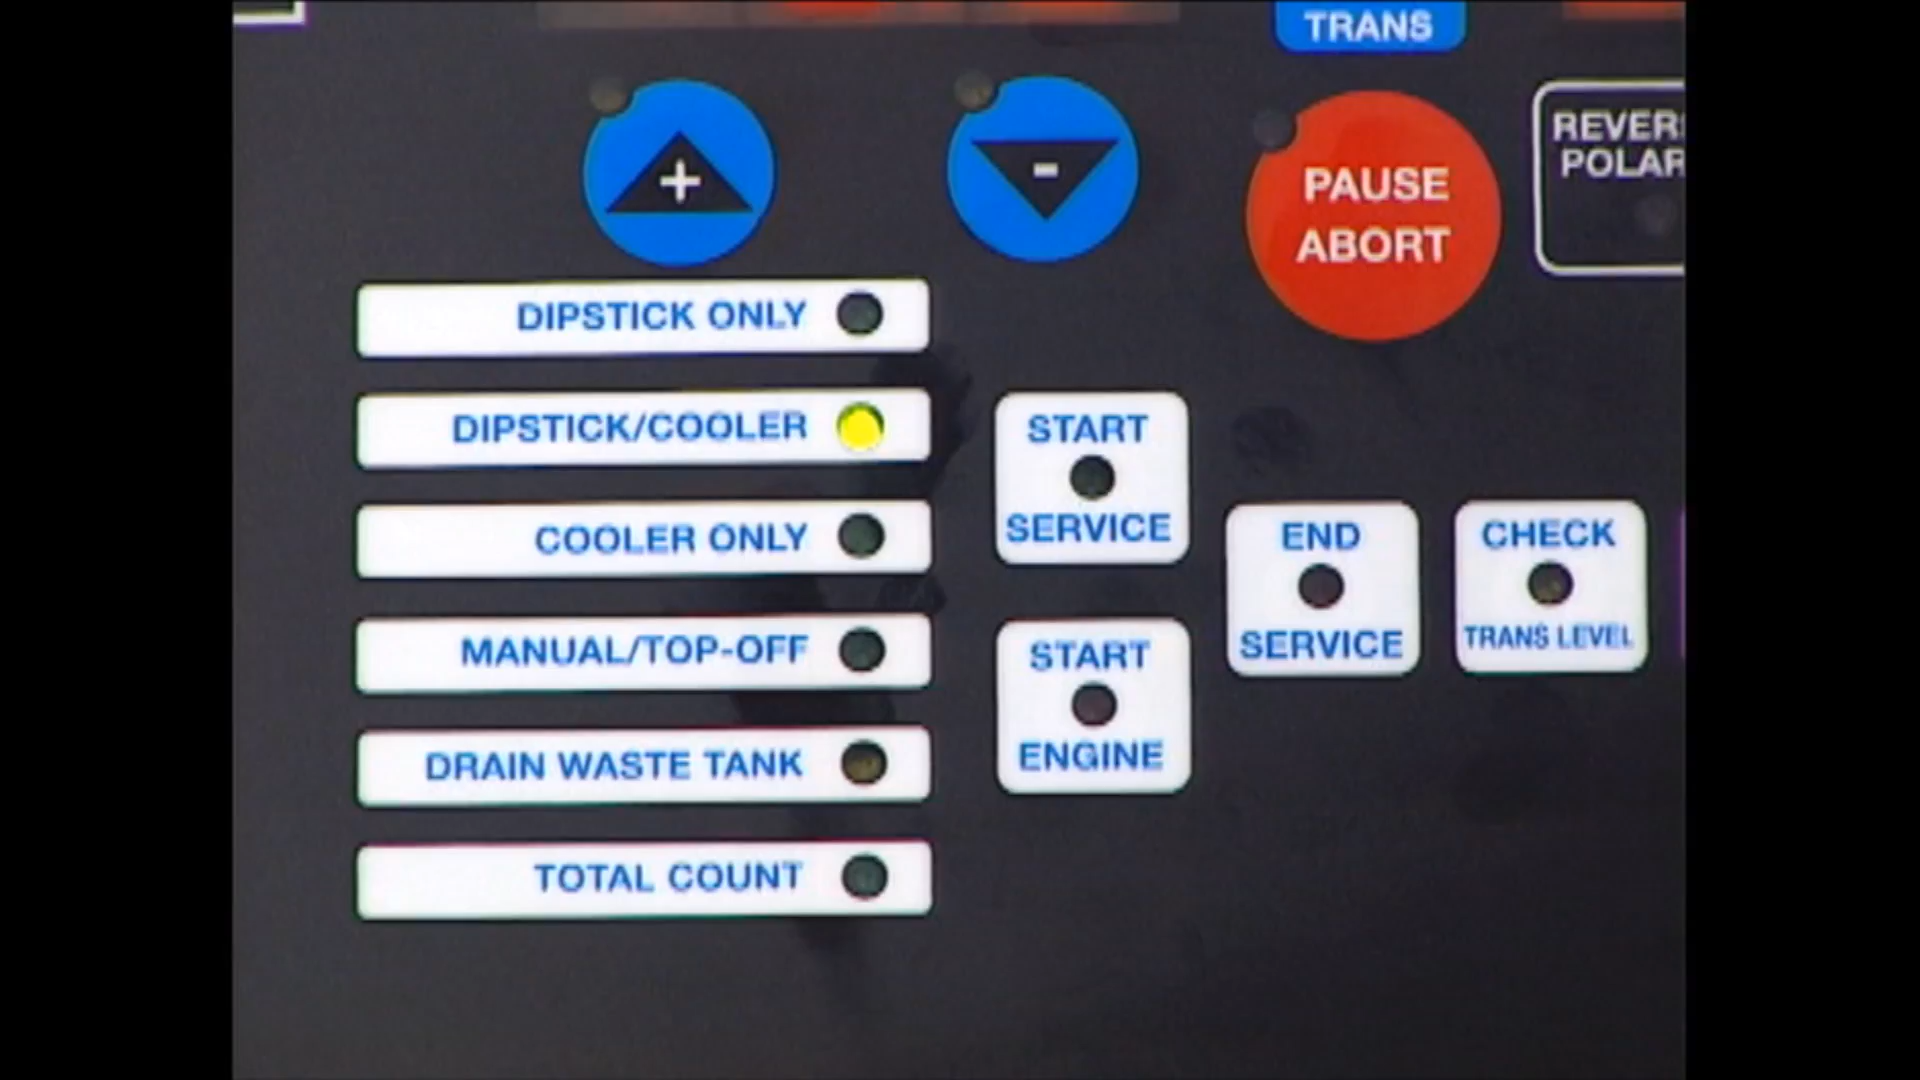 TRANS
+
-
PAUSE
ABORT
DIPSTICK ONLY
DIPSTICK/COOLER
COOLER ONLY
MANUAL/TOP-OFF
DRAIN WASTE TANK
TOTAL COUNT
START
SERVICE
START
ENGINE
END
SERVICE
CHECK
TRANS LEVEL